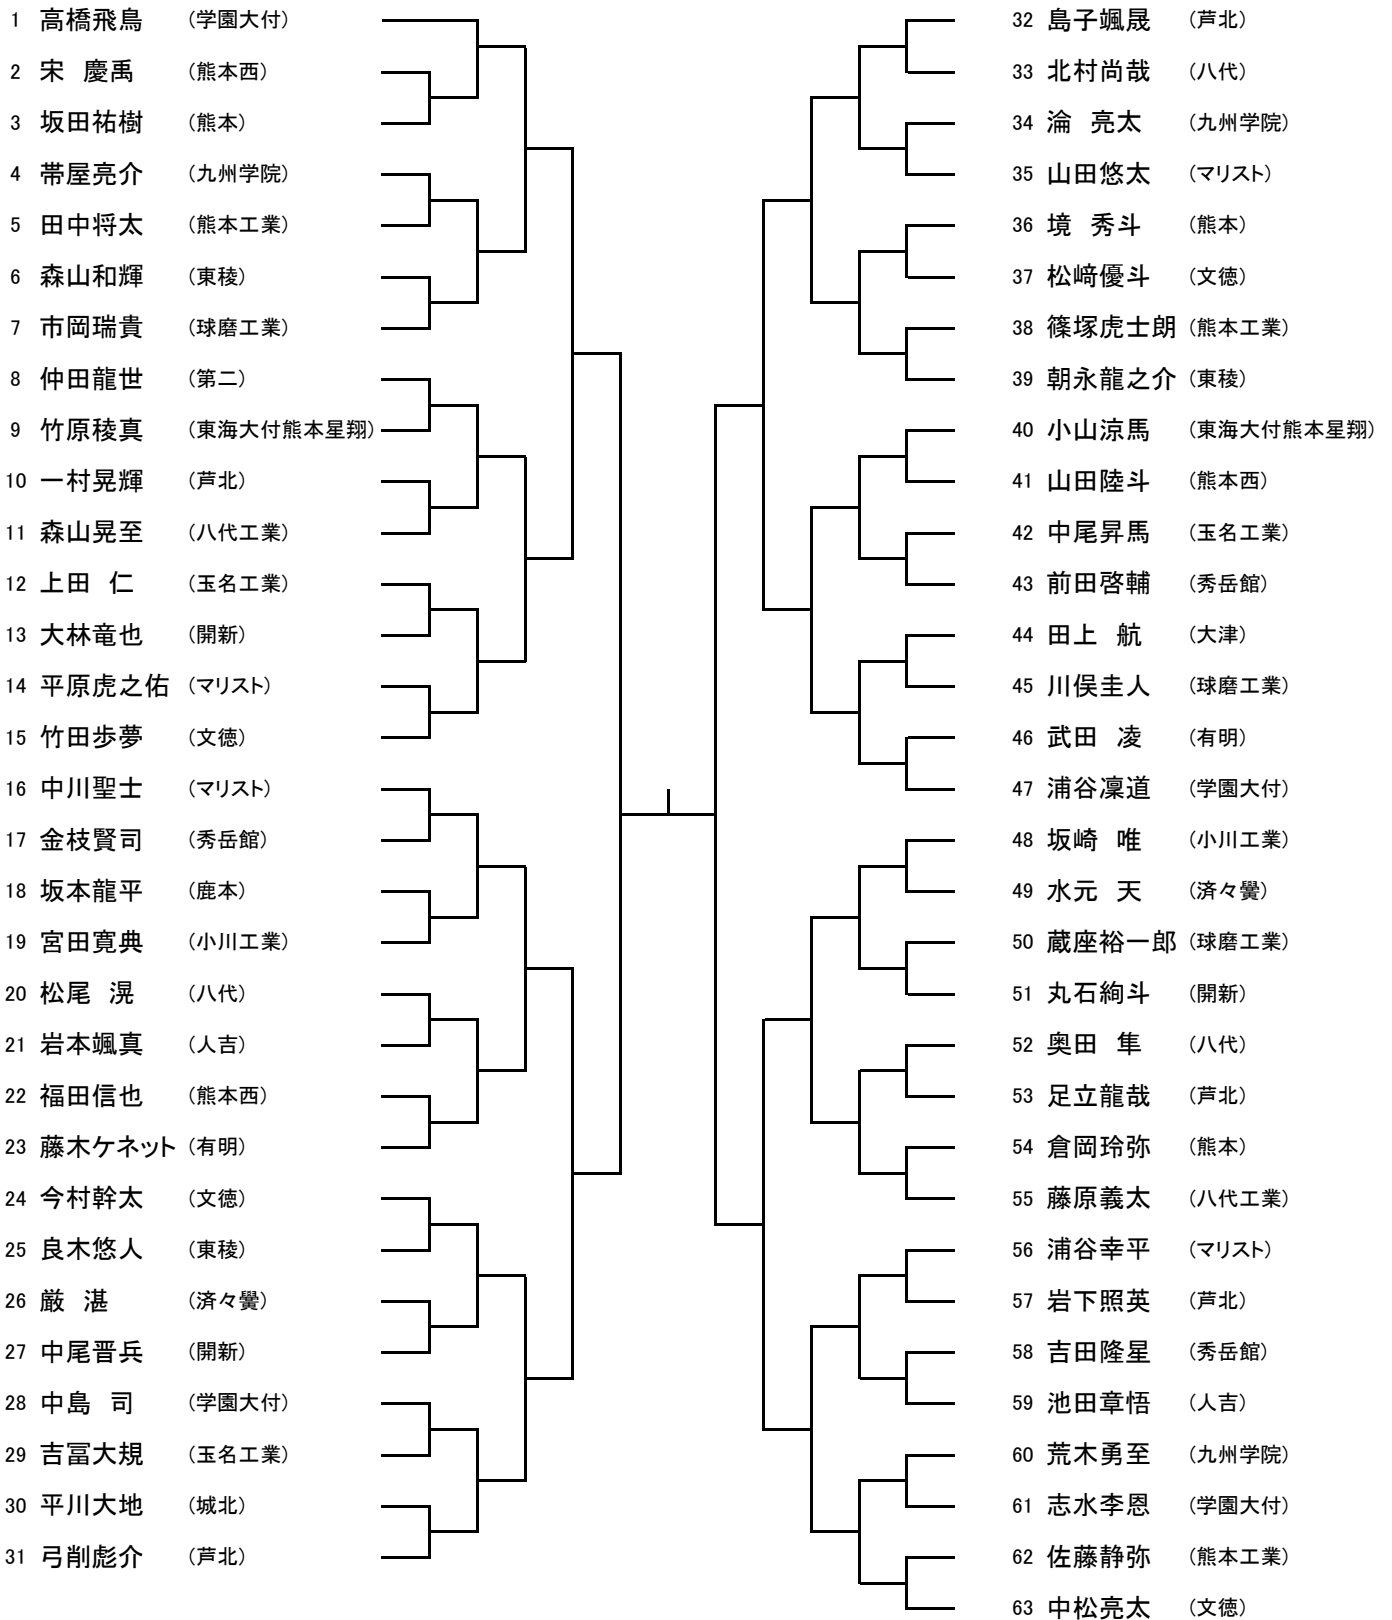 1 高橋飛鳥 （学園大付）
2 宋　慶禹 （熊本西）
3 坂田祐樹 （熊本）
4 帯屋亮介 （九州学院）
5 田中将太 （熊本工業）
6 森山和輝 （東稜）
7 市岡瑞貴 （球磨工業）
8 仲田龍世 （第二）
9 竹原稜真 （東海大付熊本星翔）
10 一村晃輝 （芦北）
11 森山晃至 （八代工業）
12 上田　仁 （玉名工業）
13 大林竜也 （開新）
14 平原虎之佑 （マリスト）
15 竹田歩夢 （文徳）
16 中川聖士 （マリスト）
17 金枝賢司 （秀岳館）
18 坂本龍平 （鹿本）
19 宮田寛典 （小川工業）
20 松尾　滉 （八代）
21 岩本颯真 （人吉）
22 福田信也 （熊本西）
23 藤木ケネット （有明）
24 今村幹太 （文徳）
25 良木悠人 （東稜）
26 厳　湛 （済々黌）
27 中尾晋兵 （開新）
28 中島　司 （学園大付）
29 吉冨大規 （玉名工業）
30 平川大地 （城北）
31 弓削彪介 （芦北）
32 島子颯晟 （芦北）
33 北村尚哉 （八代）
34 淪　亮太 （九州学院）
35 山田悠太 （マリスト）
36 境　秀斗 （熊本）
37 松﨑優斗 （文徳）
38 篠塚虎士朗 （熊本工業）
39 朝永龍之介 （東稜）
40 小山涼馬 （東海大付熊本星翔）
41 山田陸斗 （熊本西）
42 中尾昇馬 （玉名工業）
43 前田啓輔 （秀岳館）
44 田上　航 （大津）
45 川俣圭人 （球磨工業）
46 武田　凌 （有明）
47 浦谷凜道 （学園大付）
48 坂崎　唯 （小川工業）
49 水元　天 （済々黌）
50 蔵座裕一郎 （球磨工業）
51 丸石絢斗 （開新）
52 奥田　隼 （八代）
53 足立龍哉 （芦北）
54 倉岡玲弥 （熊本）
55 藤原義太 （八代工業）
56 浦谷幸平 （マリスト）
57 岩下照英 （芦北）
58 吉田隆星 （秀岳館）
59 池田章悟 （人吉）
60 荒木勇至 （九州学院）
61 志水李恩 （学園大付）
62 佐藤静弥 （熊本工業）
63 中松亮太 （文徳）